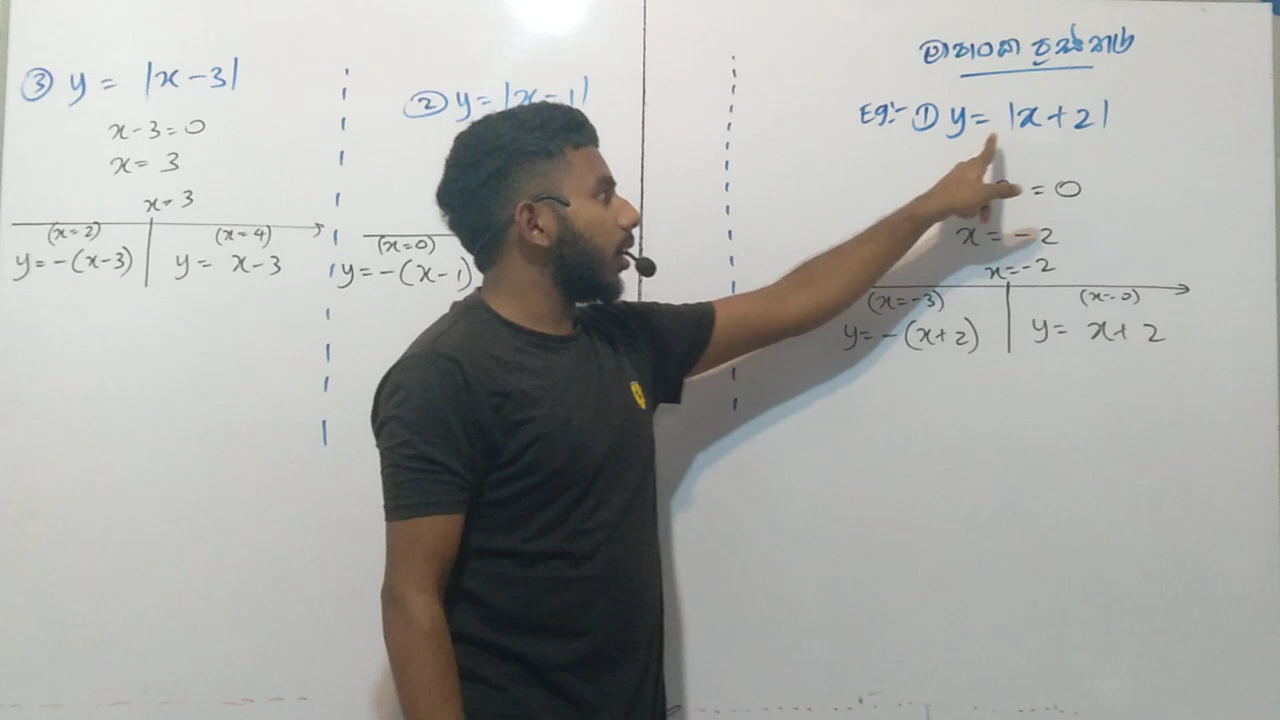 මාපාංක ප්‍රස්තාර
Eg:- ① y = |x + 2|
= 0
x = - 2
x = - 2
(x = -3) (x = 0)
y = - (x + 2) y = x + 2
② y = |x - 1|
(x = 0)
y = - (x - 1)
③ y = |x - 3|
x - 3 = 0
x = 3
x = 3
(x = 2) (x = 4)
y = - (x - 3) y = x - 3